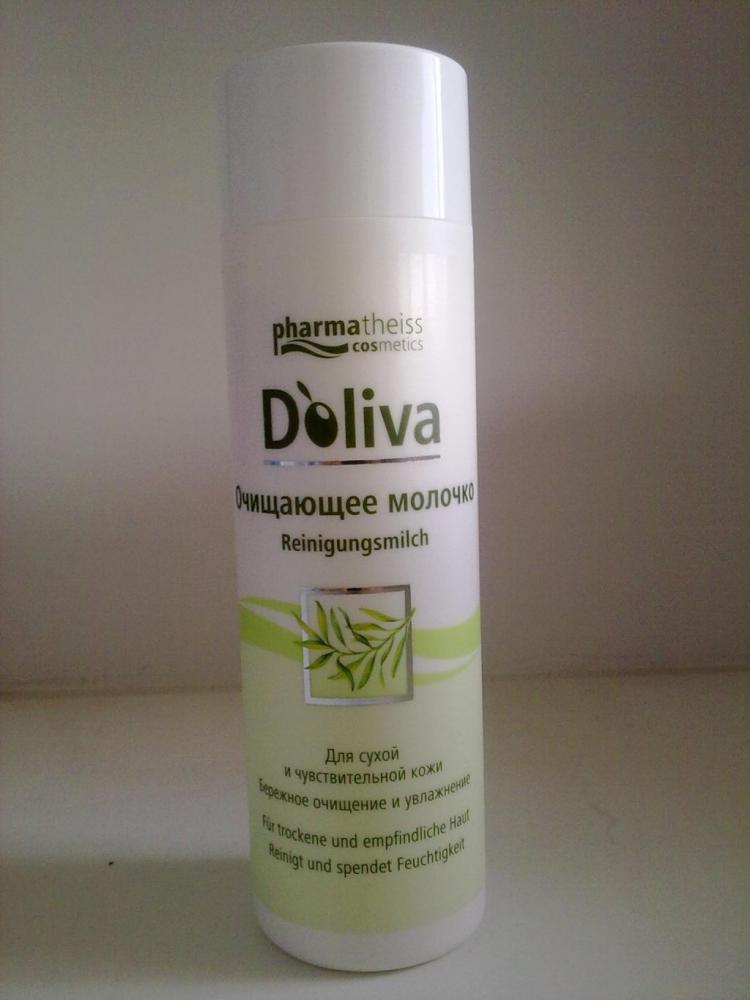 pharmatheiss
cosmetics
D'oliva
Очищающее молочко
Reinigungsmilch
Для сухой
и чувствительной кожи
Бережное очищение и увлажнение
Für trockene und empfindliche Haut
Reinigt und spendet Feuchtigkeit